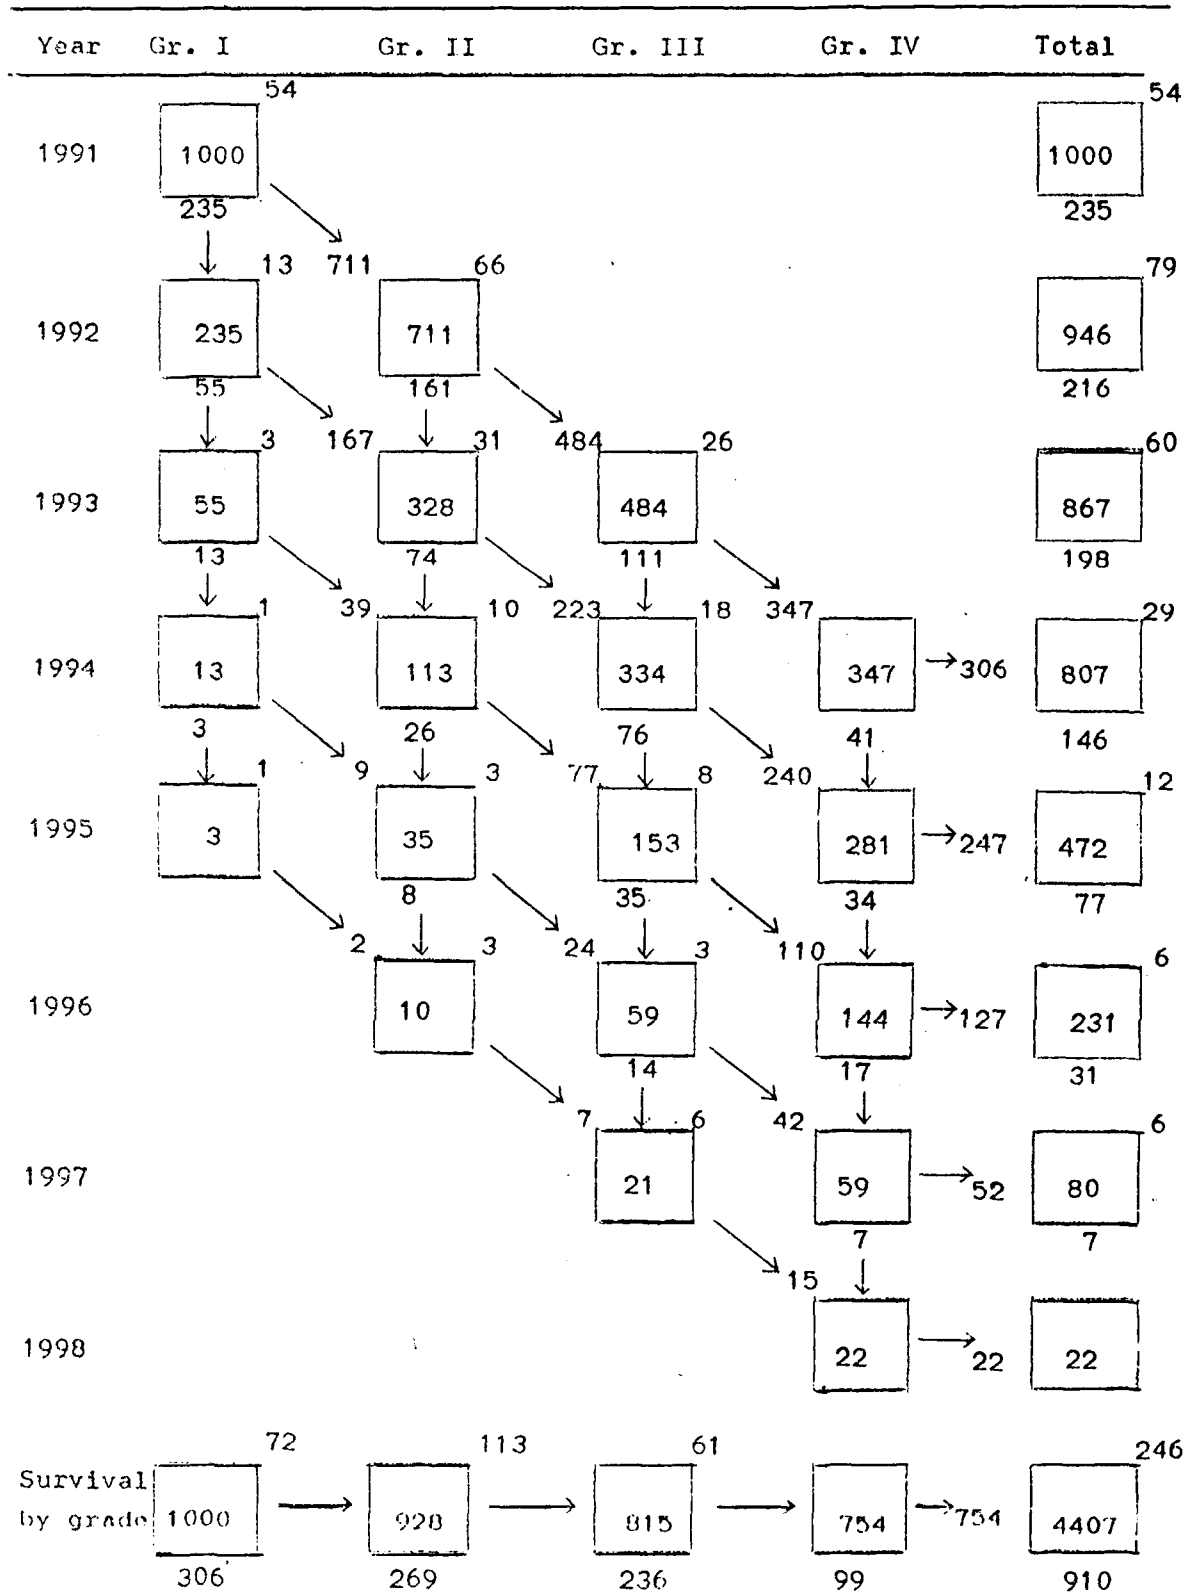 Year Gr. I Gr. II Gr. III Gr. IV Total
54 54
1991 1000 1000
235 235
13 711 66 79
1992 235 711 946
55 161 216
3 167 31 484 26 60
1993 55 328 484 867
13 74 111 198
1 39 10 223 18 347 29
1994 13 113 334 347 306 807
3 26 76 41 146
1 9 3 77 8 240 12
1995 3 35 153 281 247 472
8 35 34 77
2 3 24 3 110 6
1996 10 59 144 127 231
14 17 31
7 6 42 6
1997 21 59 52 80
7 7
15
1998 22 22 22
72 113 61 246
Survival
by grade 1000 928 815 754 754 4407
306 269 236 99 910